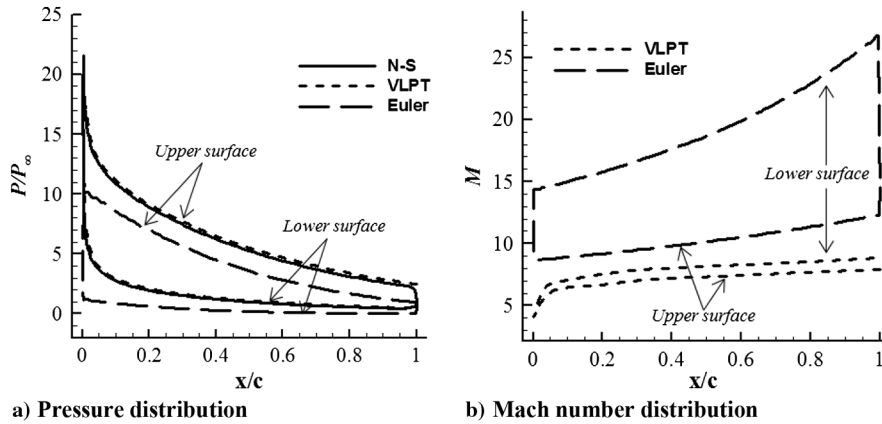 25
20
15
10
5
0
P/P∞
N-S
VLPT
Euler
Upper surface
Lower surface
0
0.2
0.4
0.6
0.8
1
x/c
a) Pressure distribution
25
20
15
10
5
M
VLPT
Euler
Lower surface
Upper surface
0
0.2
0.4
0.6
0.8
1
x/c
b) Mach number distribution